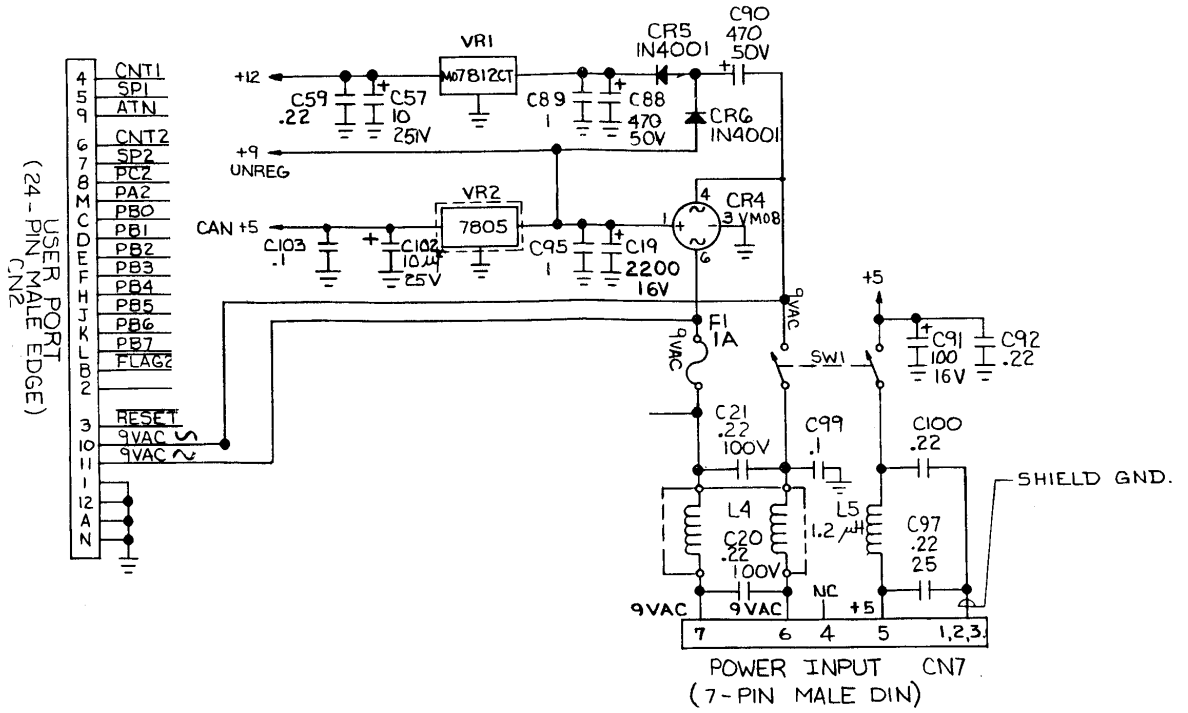 C90
470
50V
+
CR5
1N4001
VR1
M07812CT
+12
C59
.22
+
C57
10
25V
C89
1
+
C88
470
50V
CR6
1N4001
+9
UNREG
VR2
7805
CAN +5
C103
.1
+
C102
10µ
25V
C95
1
+
C19
2200
16V
1
+
4
~
~
6
-
3
CR4
VM08
4 CNT1
5 SP1
9 ATN
6 CNT2
7 SP2
8 PC2
M PA2
C PB0
D PB1
E PB2
F PB3
H PB4
J PB5
K PB6
L PB7
B FLAG2
2
3 RESET
10 9VAC ~
11 9VAC ~
1
12
A
N
USER PORT
(24-PIN MALE EDGE)
CN2
9VAC
F1
1A
9VAC
SW1
+5
+
C91
100
16V
C92
.22
C21
.22
100V
C99
.1
C100
.22
SHIELD GND.
L4
C20
.22
100V
L5
1.2 µH
C97
.22
25
9VAC
9VAC
NC
+5
7
6
4
5
1,2,3.
POWER INPUT CN7
(7-PIN MALE DIN)